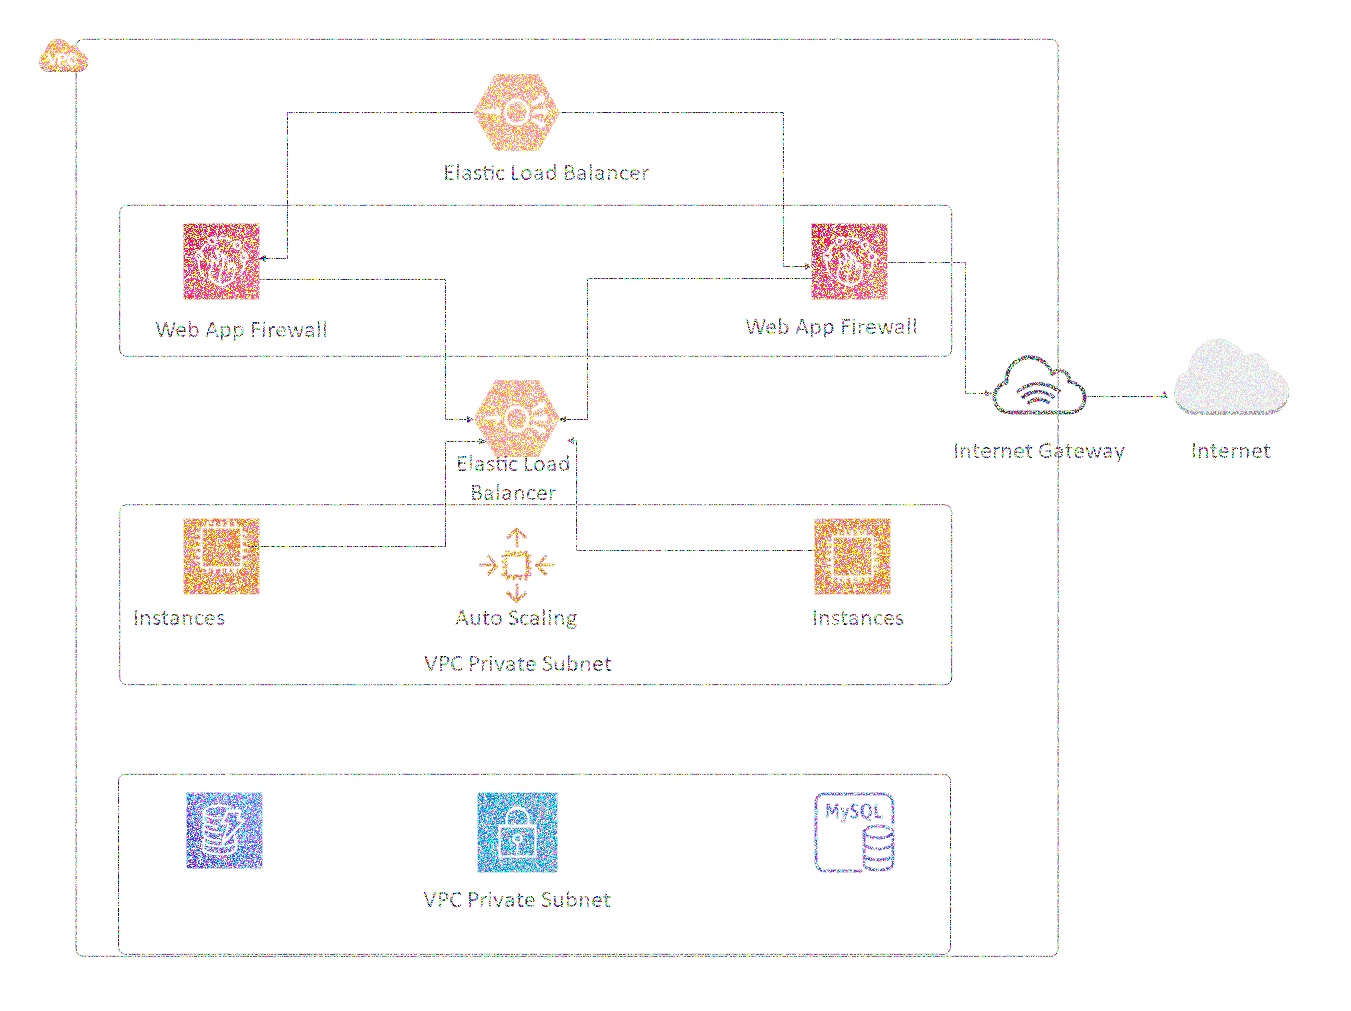 VPC
Elastic Load Balancer
Web App Firewall
Web App Firewall
Elastic Load
Balancer
Internet Gateway
Internet
Instances
Auto Scaling
Instances
VPC Private Subnet
MySQL
VPC Private Subnet